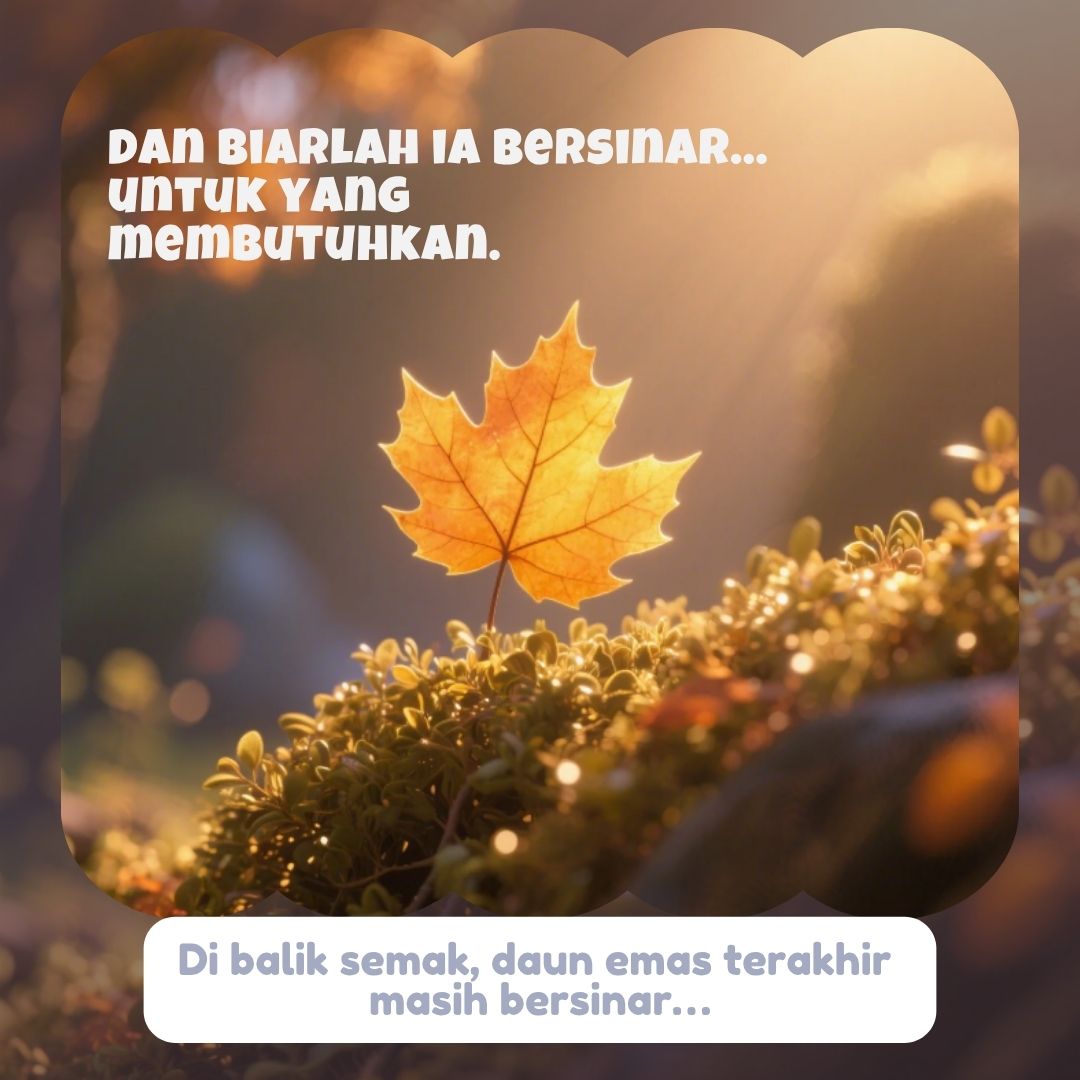 Dan biarlah ia bersinar...
untuk yang
membutuhkan.
Di balik semak, daun emas terakhir
masih bersinar...